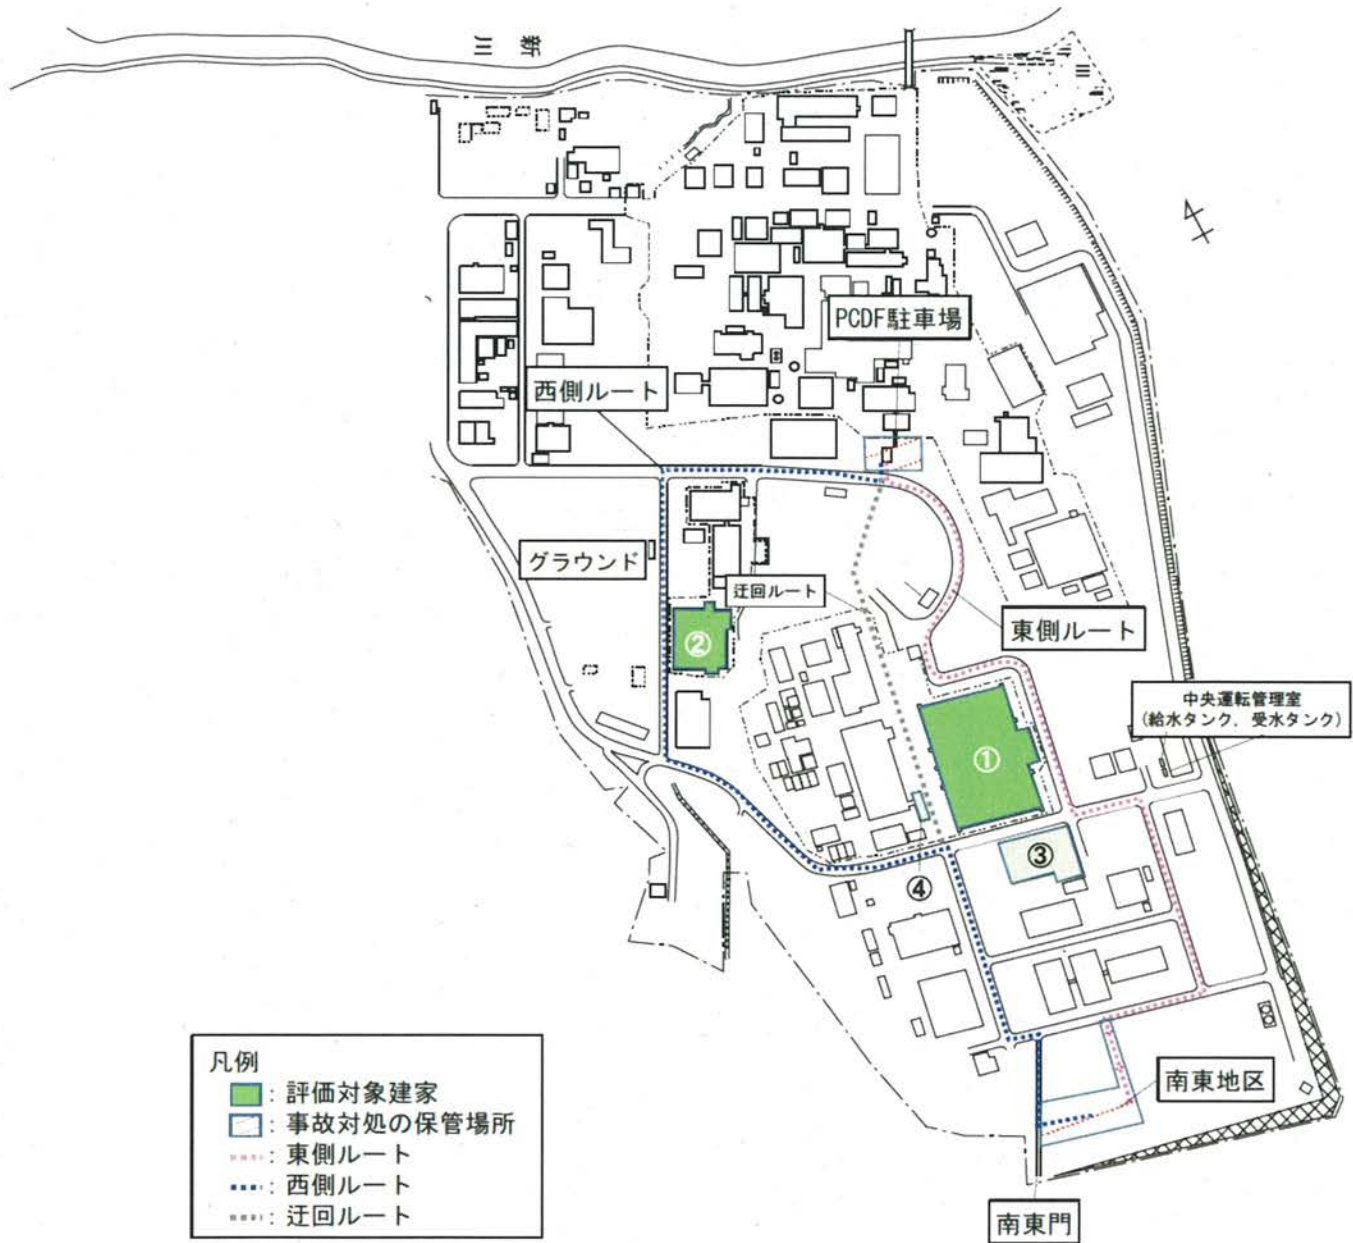 新川
PCDF駐車場
西側ルート
グラウンド
迂回ルート
東側ルート
②
中央運転管理室
(給水タンク，受水タンク)
①
③
④
凡例
: 評価対象建家
: 事故対処の保管場所
: 東側ルート
: 西側ルート
: 迂回ルート
南東地区
南東門